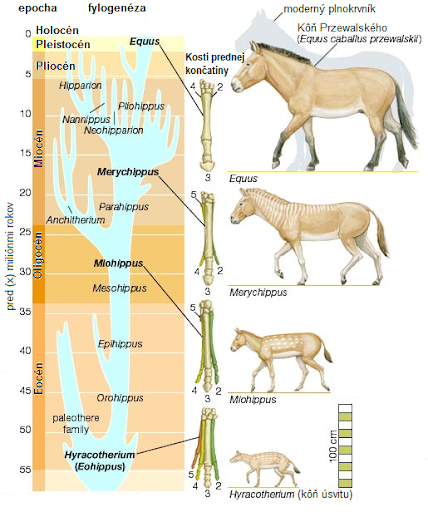 epocha
fylogenéza
moderný plnokrvník
Kôň Przewalského
(Equus caballus przewalskii)
Holocén
Pleistocén
Pliocén
Miocén
Oligocén
Eocén
pred (x) miliónmi rokov
0
5
10
15
20
25
30
35
40
45
50
55
Equus
Hipparion
Pliohippus
Nannippus
Neohipparion
Merychippus
Parahippus
Anchitherium
Miohippus
Mesohippus
Epihippus
Orohippus
paleothere
family
Hyracotherium
(Eohippus)
Kosti prednej
končatiny
4
2
3
5
2
4
3
5
2
4
3
5
4
3
2
Equus
Merychippus
Miohippus
100 cm
Hyracotherium (kôň úsvitu)